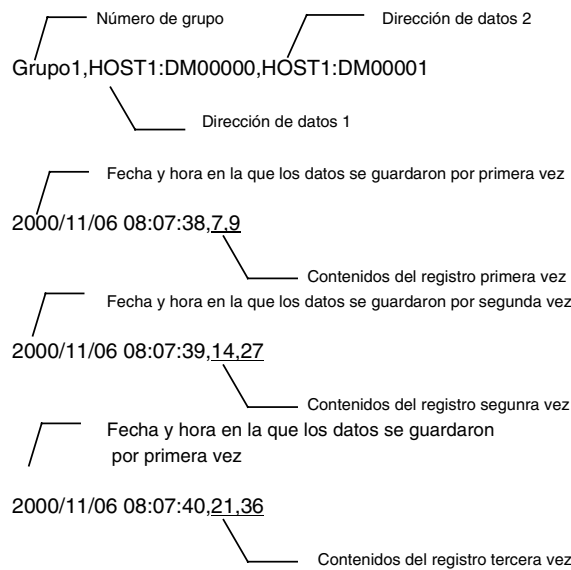 Número de grupo
Dirección de datos 2
Grupo1,HOST1:DM00000,HOST1:DM00001
Dirección de datos 1
Fecha y hora en la que los datos se guardaron por primera vez
2000/11/06 08:07:38,7,9
Contenidos del registro primera vez
Fecha y hora en la que los datos se guardaron por segunda vez
2000/11/06 08:07:39,14,27
Contenidos del registro segunra vez
Fecha y hora en la que los datos se guardaron
por primera vez
2000/11/06 08:07:40,21,36
Contenidos del registro tercera vez